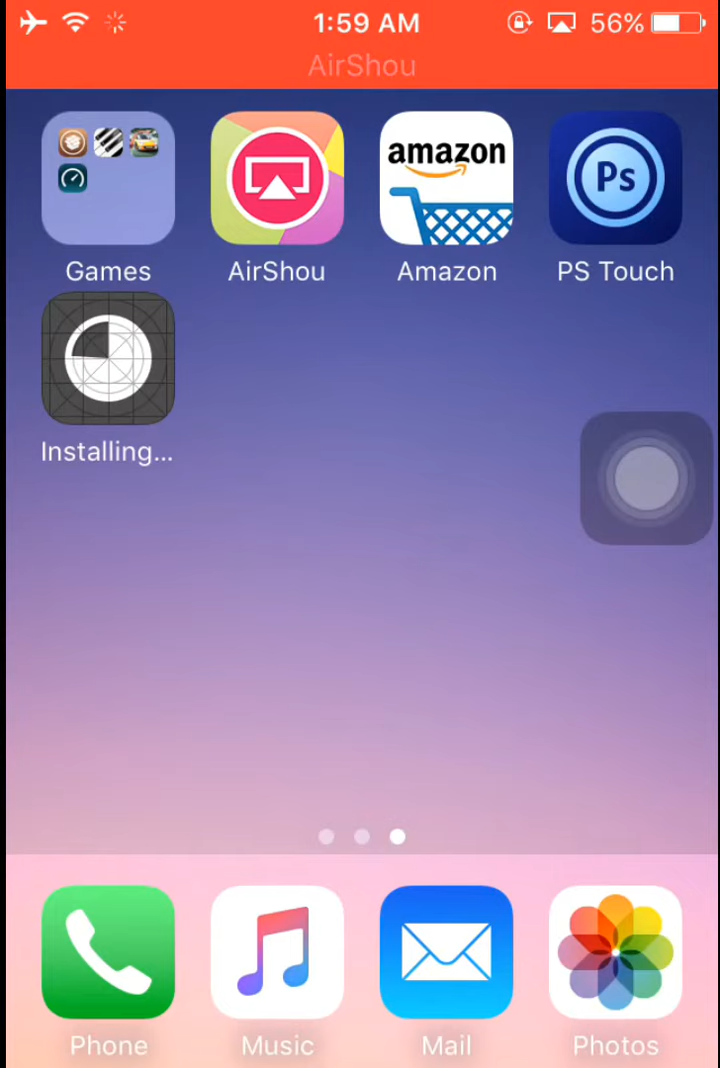 1:59 AM 56%
AirShou
amazon Ps
Games AirShou Amazon PS Touch
Installing...
Phone Music Mail Photos